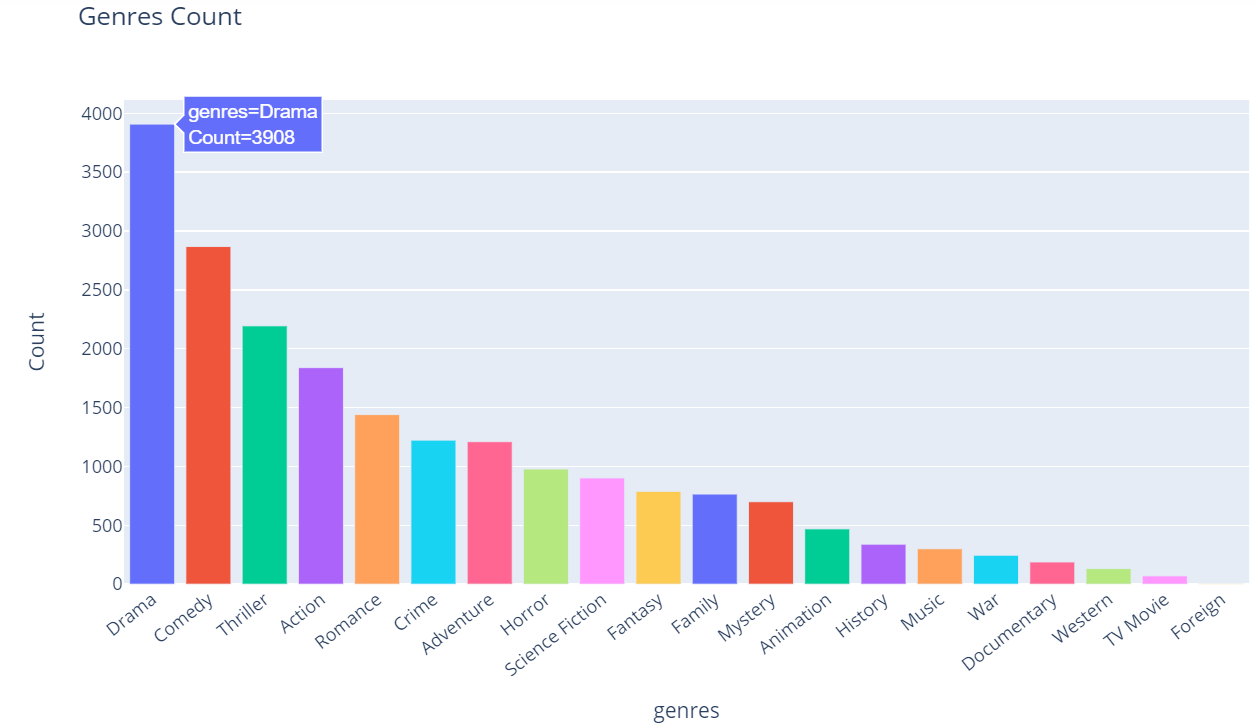 Genres Count
genres=Drama
Count=3908
4000
3500
3000
2500
2000
1500
1000
500
0
Count
Drama
Comedy
Thriller
Action
Romance
Crime
Adventure
Horror
Science Fiction
Fantasy
Family
Mystery
Animation
History
Music
War
Documentary
Western
TV Movie
Foreign
genres